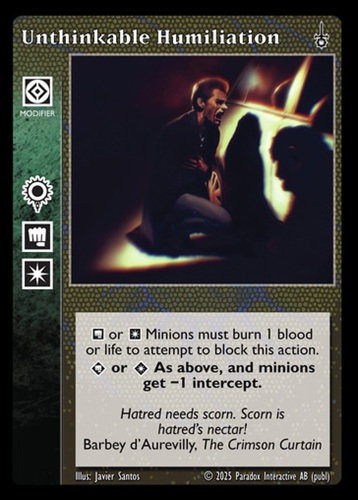 Unthinkable Humiliation
MODIFIER
or Minions must burn 1 blood
or life to attempt to block this action.
or As above, and minions
get −1 intercept.
Hatred needs scorn. Scorn is
hatred's nectar!
Barbey d'Aurevilly, The Crimson Curtain
Illus: Javier Santos © 2025 Paradox Interactive AB (publ)